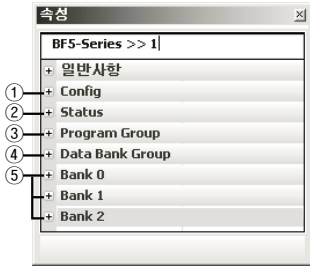 속성
BF5-Series >> 1
일반사항
① Config
② Status
③ Program Group
④ Data Bank Group
⑤ Bank 0
Bank 1
Bank 2